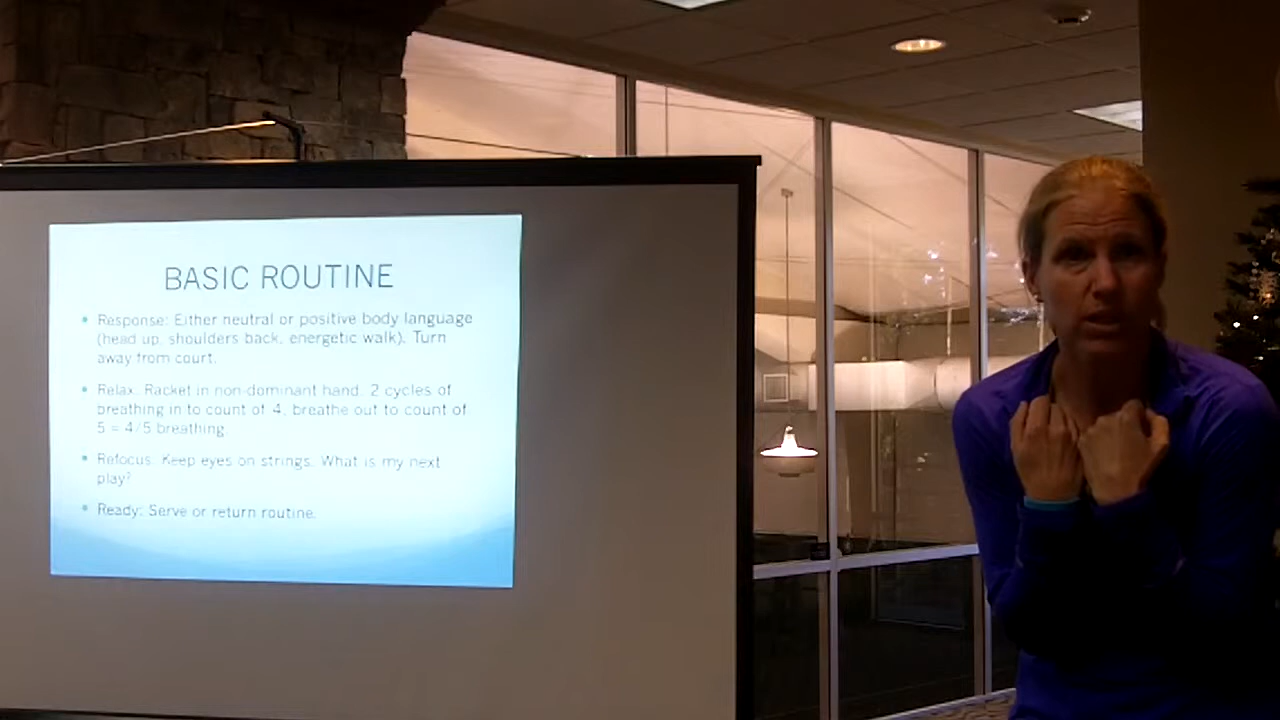 BASIC ROUTINE
• Response: Either neutral or positive body language
(head up, shoulders back, energetic walk). Turn
away from court.
• Relax: Racket in non-dominant hand. 2 cycles of
breathing in to count of 4, breathe out to count of
5 = 4/5 breathing.
• Refocus: Keep eyes on strings. What is my next
play?
• Ready: Serve or return routine.